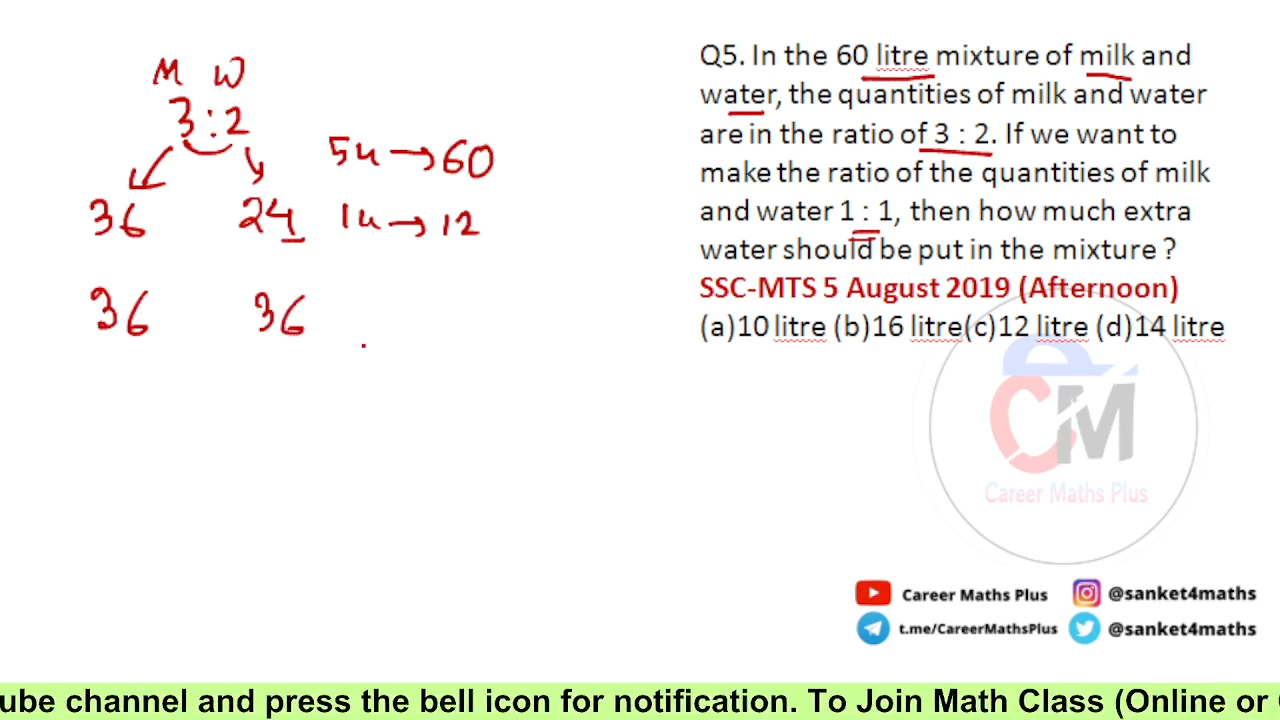 M W
3 : 2
5u → 60
36 24 1u → 12
36 36
Q5. In the 60 litre mixture of milk and
water, the quantities of milk and water
are in the ratio of 3 : 2. If we want to
make the ratio of the quantities of milk
and water 1 : 1, then how much extra
water should be put in the mixture ?
SSC-MTS 5 August 2019 (Afternoon)
(a)10 litre (b)16 litre(c)12 litre (d)14 litre
e
CM
Career Maths Plus
Career Maths Plus @sanket4maths
t.me/CareerMathsPlus @sanket4maths
ube channel and press the bell icon for notification. To Join Math Class (Online or